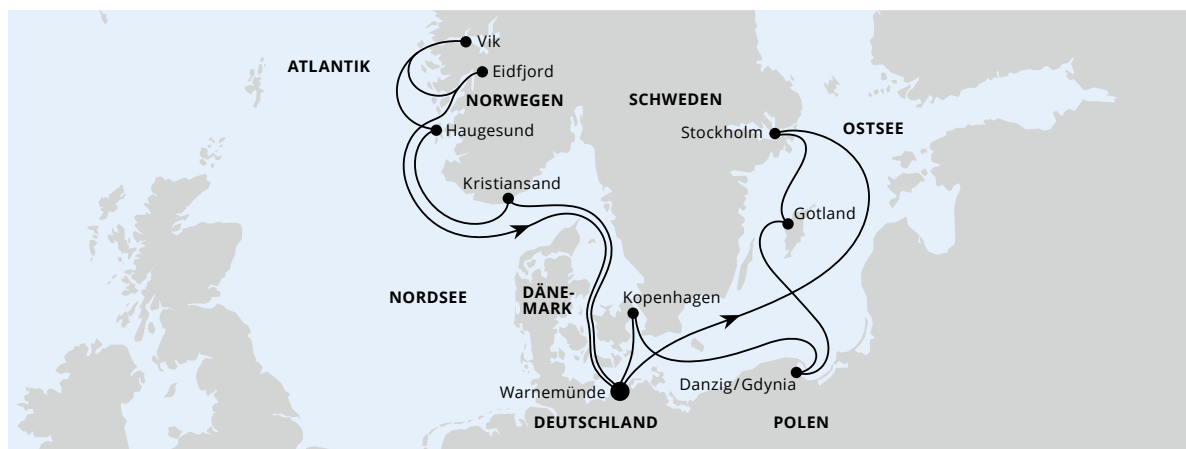 Vik
ATLANTIK
Eidfjord
NORWEGEN
SCHWEDEN
Haugesund
Stockholm
OSTSEE
Kristiansand
Gotland
NORDSEE
DÄNE-
MARK
Kopenhagen
Warnemünde
Danzig/Gdynia
DEUTSCHLAND
POLEN